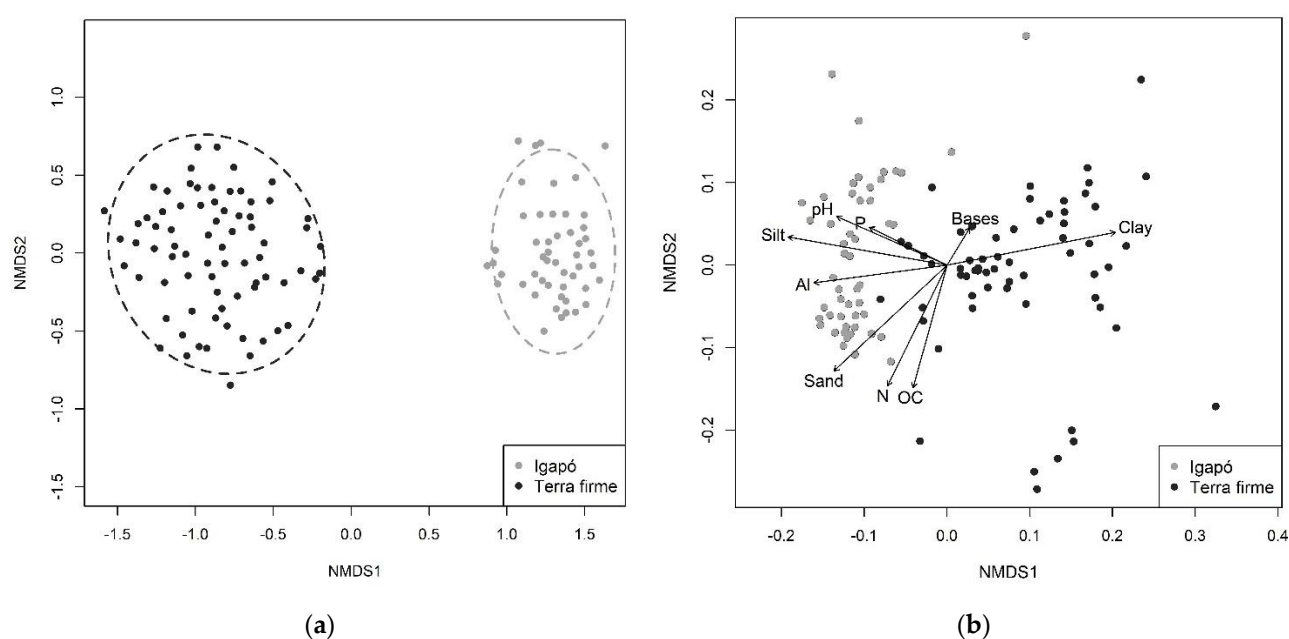 NMDS2
1.0
0.5
0.0
-0.5
-1.0
-1.5
-1.5
-1.0
-0.5
0.0
0.5
1.0
1.5
NMDS1
Igapó
Terra firme
(a)
NMDS2
0.2
0.1
0.0
-0.1
-0.2
pH
P
Bases
Silt
Clay
Al
Sand
N
OC
-0.2
-0.1
0.0
0.1
0.2
0.3
0.4
NMDS1
Igapó
Terra firme
(b)